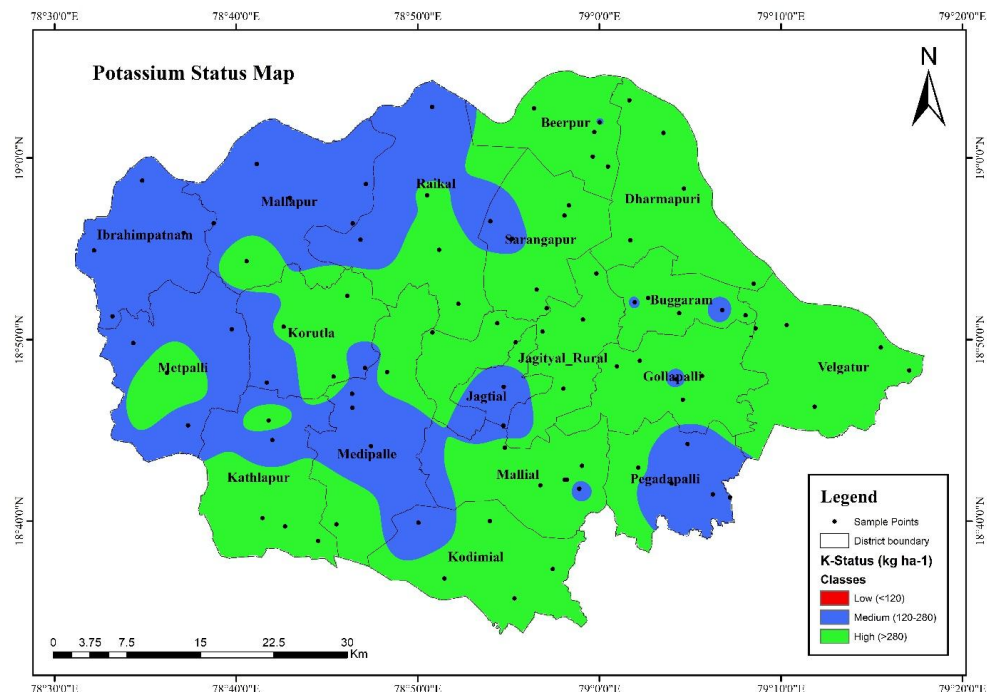 78°30'0"E 78°40'0"E 78°50'0"E 79°0'0"E 79°10'0"E 79°20'0"E
Potassium Status Map
N
Beerpur
19°0'0"N 19°0'0"N
Raikal
Mallapur
Dharmapuri
Ibrahimpatnam
Sarangapur
Buggaram
Korutla
18°50'0"N 18°50'0"N
Jagityal_Rural
Metpalli
Gollapalli
Velgatur
Jagtial
Medipalle
Kathlapur
Mallial
Pegadapalli
Legend
Sample Points
District boundary
K-Status (kg ha-1)
Classes
Low (<120)
Medium (120-280)
High (>280)
18°40'0"N 18°40'0"N
Kodimial
0 3.75 7.5 15 22.5 30
Km
78°30'0"E 78°40'0"E 78°50'0"E 79°0'0"E 79°10'0"E 79°20'0"E